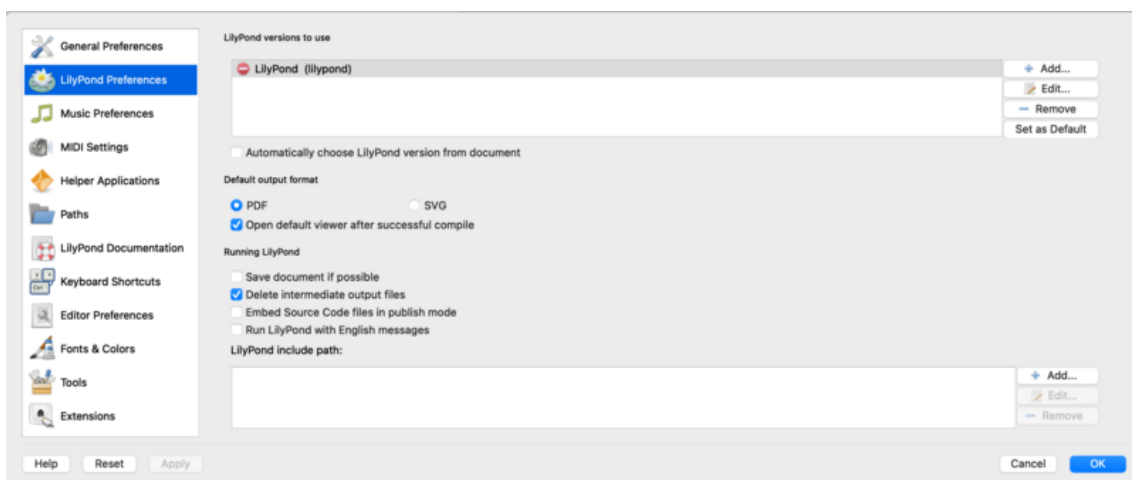 General Preferences
LilyPond Preferences
Music Preferences
MIDI Settings
Helper Applications
Paths
LilyPond Documentation
Keyboard Shortcuts
Editor Preferences
Fonts & Colors
Tools
Extensions
LilyPond versions to use
LilyPond (lilypond)
Add...
Edit...
Remove
Set as Default
Automatically choose LilyPond version from document
Default output format
PDF SVG
Open default viewer after successful compile
Running LilyPond
Save document if possible
Delete intermediate output files
Embed Source Code files in publish mode
Run LilyPond with English messages
LilyPond include path:
Add...
Edit...
Remove
Help Reset Apply Cancel OK